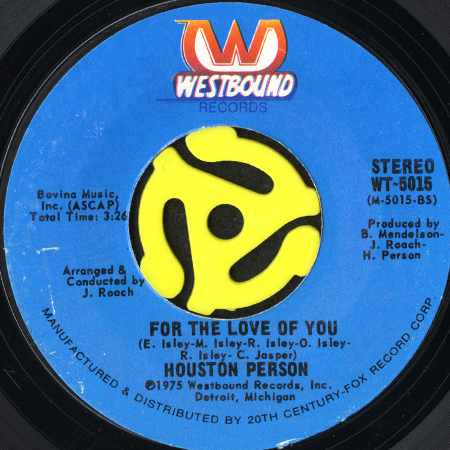 W
WESTBOUND
RECORDS
STEREO
WT-5015
(M-5015-BS)
Bovina Music,
Inc. (ASCAP)
Total Time: 3:26
Produced by
B. Mendelson-
J. Roach-
H. Person
Arranged &
Conducted by
J. Roach
FOR THE LOVE OF YOU
(E. Isley-M. Isley-R. Isley-O. Isley-
R. Isley- C. Jasper)
HOUSTON PERSON
℗1975 Westbound Records, Inc.
Detroit, Michigan
MANUFACTURED & DISTRIBUTED BY 20TH CENTURY-FOX RECORD CORP.